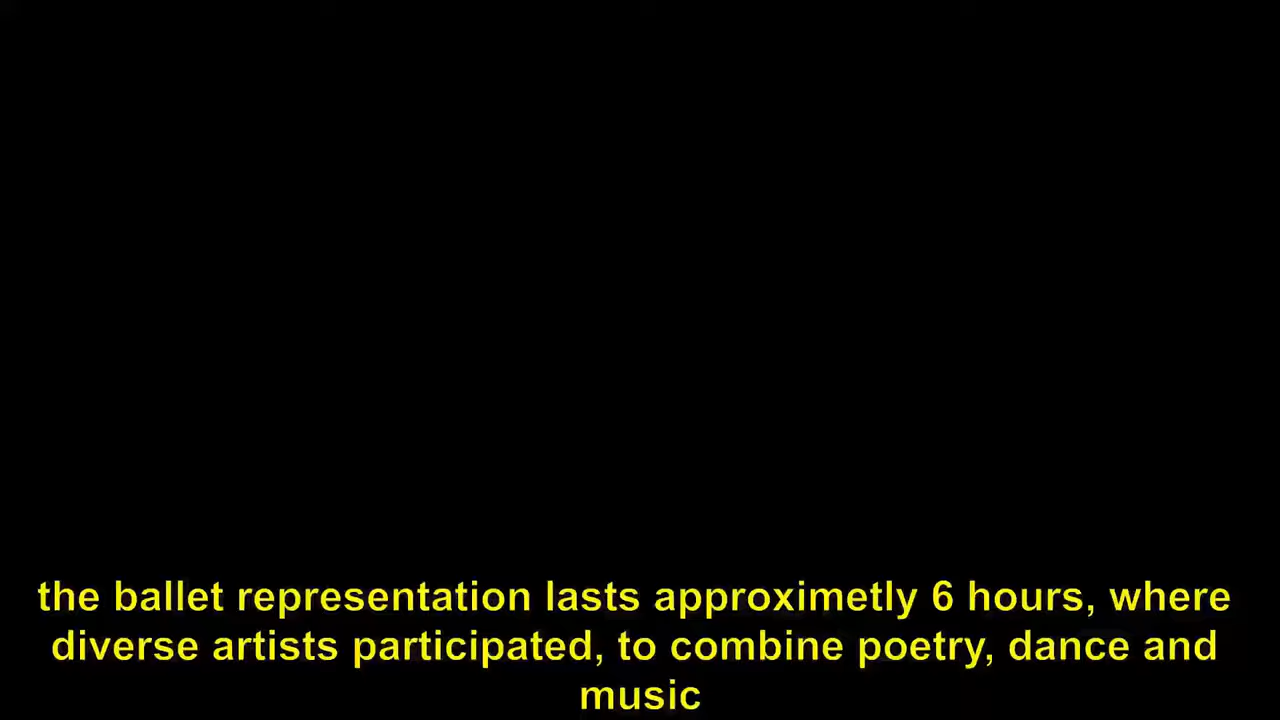 the ballet representation lasts approximetly 6 hours, where
diverse artists participated, to combine poetry, dance and
music